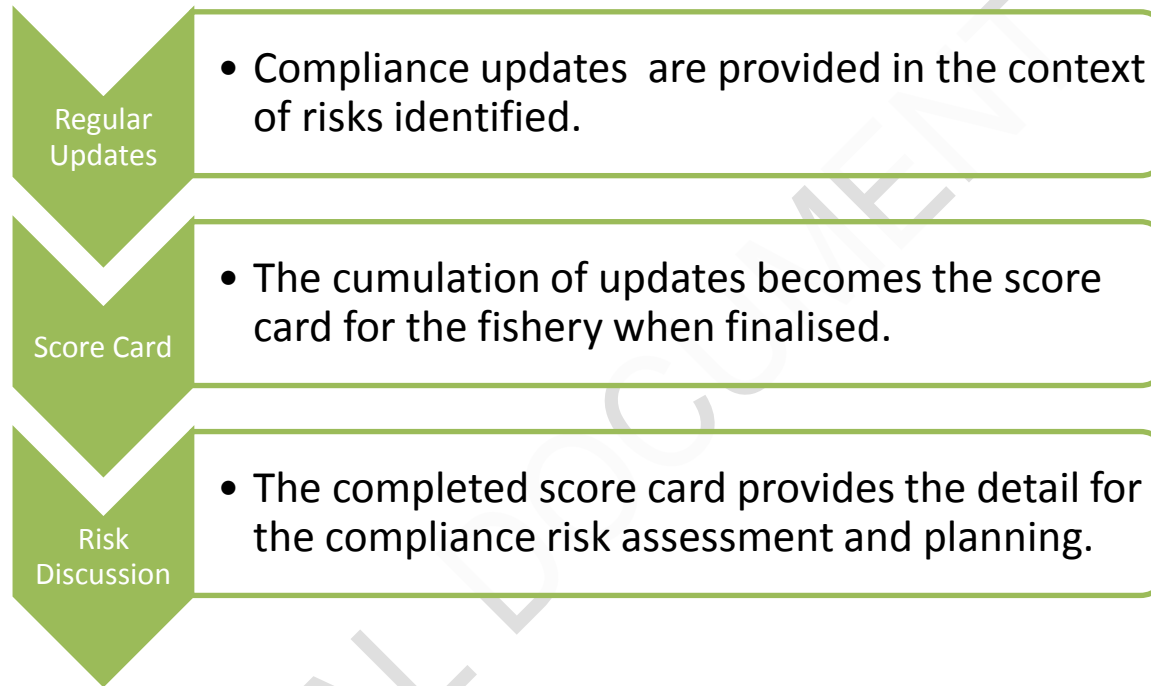 Regular
Updates
• Compliance updates  are provided in the context
of risks identified.
Score Card
• The cumulation of updates becomes the score
card for the fishery when finalised.
Risk
Discussion
• The completed score card provides the detail for
the compliance risk assessment and planning.
AL DOCUMENT